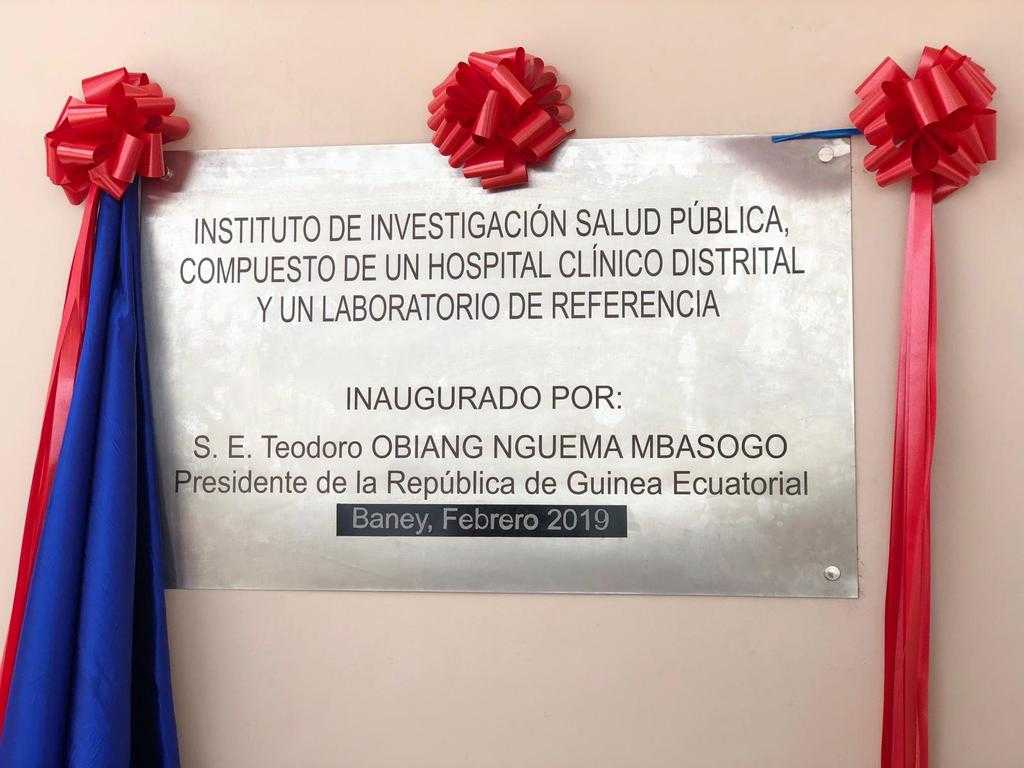 INSTITUTO DE INVESTIGACIÓN SALUD PÚBLICA,
COMPUESTO DE UN HOSPITAL CLÍNICO DISTRITAL
Y UN LABORATORIO DE REFERENCIA
INAUGURADO POR:
S. E. Teodoro OBIANG NGUEMA MBASOGO
Presidente de la República de Guinea Ecuatorial
Baney, Febrero 2019